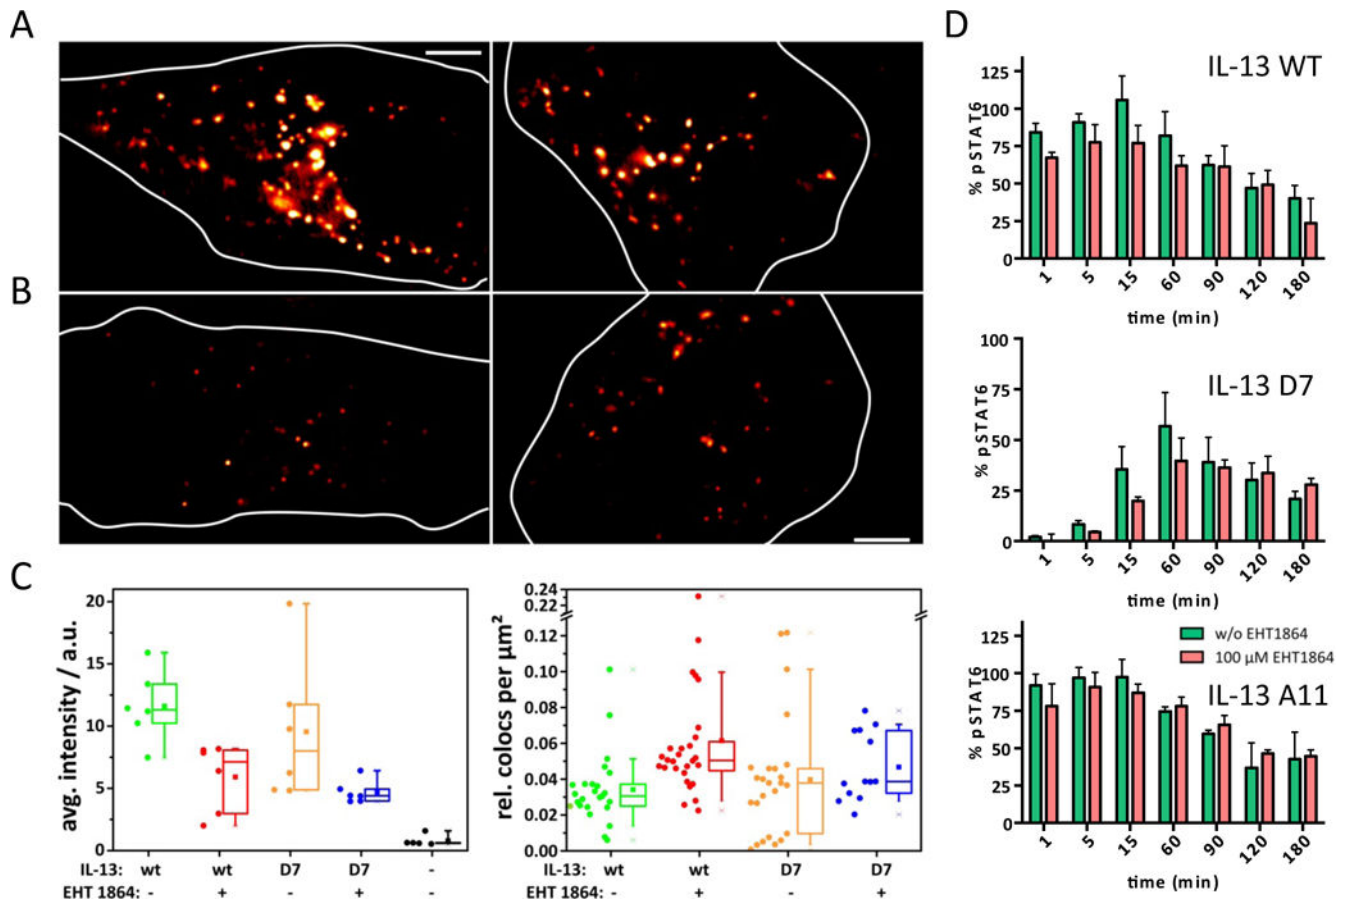 A
B
C
20
15
10
5
0
avg. intensity / a.u.
IL-13: wt wt D7 D7 -
EHT 1864: - + - + -
0.24
0.22
0.12
0.10
0.08
0.06
0.04
0.02
0.00
rel. colocs per µm²
IL-13: wt wt D7 D7
EHT 1864: - + - +
D
IL-13 WT
125
100
75
50
25
0
% pSTAT6
1 5 15 60 90 120 180
time (min)
IL-13 D7
100
75
50
25
0
% pSTAT6
1 5 15 60 90 120 180
time (min)
w/o EHT1864
100 µM EHT1864
IL-13 A11
125
100
75
50
25
0
% pSTAT6
1 5 15 60 90 120 180
time (min)